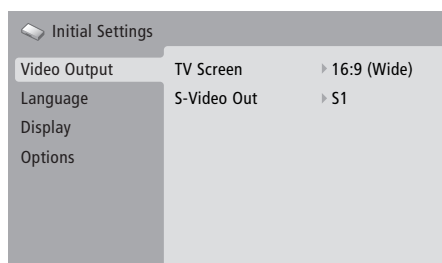 Initial Settings
Video Output
Language
Display
Options
TV Screen 16:9 (Wide)
S-Video Out S1